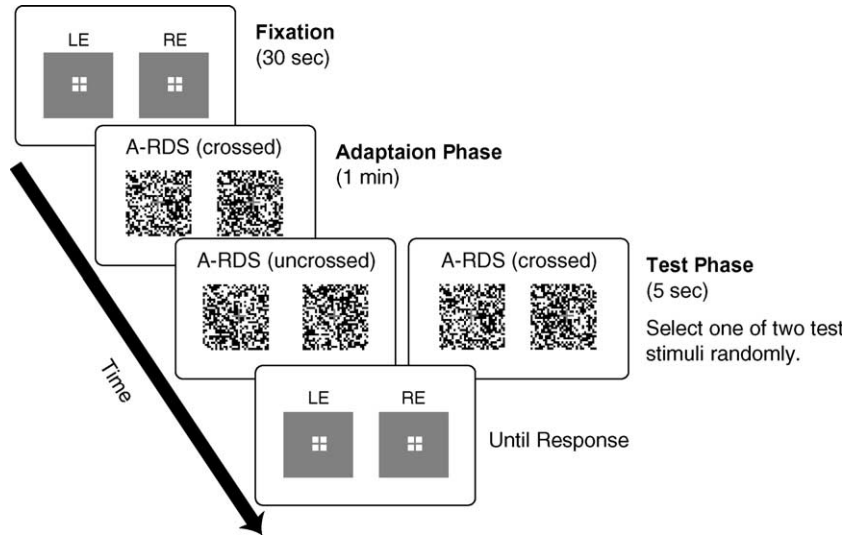 LE RE
Fixation
(30 sec)
A-RDS (crossed)
Adaptaion Phase
(1 min)
A-RDS (uncrossed)
A-RDS (crossed)
Test Phase
(5 sec)
Select one of two test
stimuli randomly.
Time
LE RE
Until Response